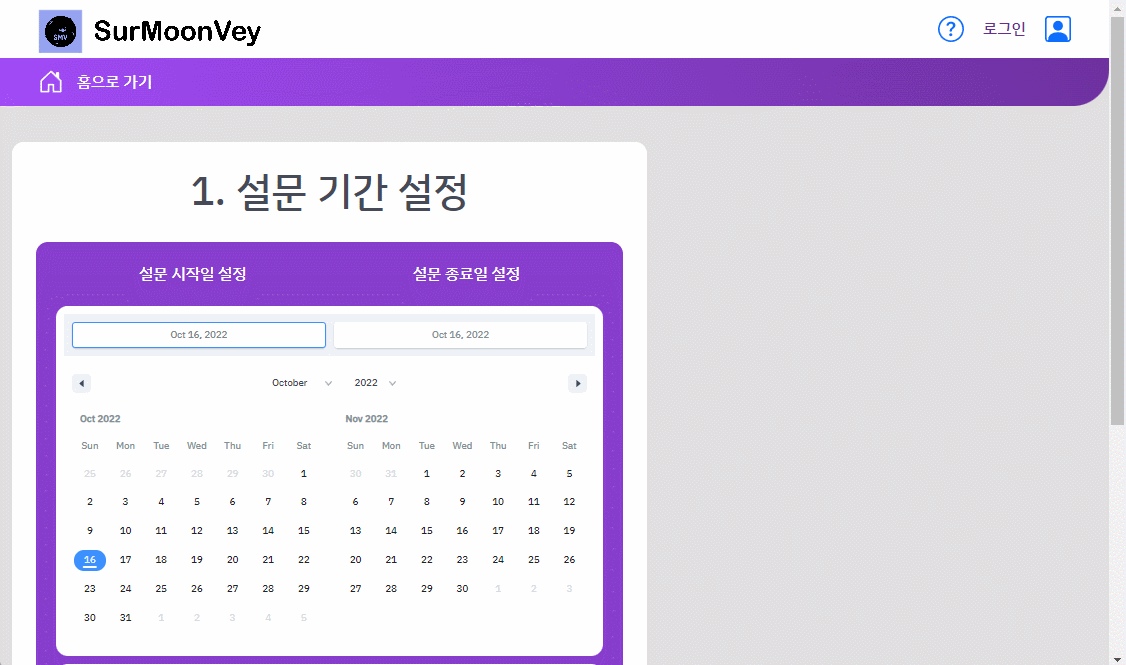 SMV SurMoonVey ? 로그인
홈으로 가기
1. 설문 기간 설정
설문 시작일 설정 설문 종료일 설정
Oct 16, 2022 Oct 16, 2022
October 2022
Oct 2022 Nov 2022
Sun Mon Tue Wed Thu Fri Sat Sun Mon Tue Wed Thu Fri Sat
25 26 27 28 29 30 1 30 31 1 2 3 4 5
2 3 4 5 6 7 8 6 7 8 9 10 11 12
9 10 11 12 13 14 15 13 14 15 16 17 18 19
16 17 18 19 20 21 22 20 21 22 23 24 25 26
23 24 25 26 27 28 29 27 28 29 30 1 2 3
30 31 1 2 3 4 5